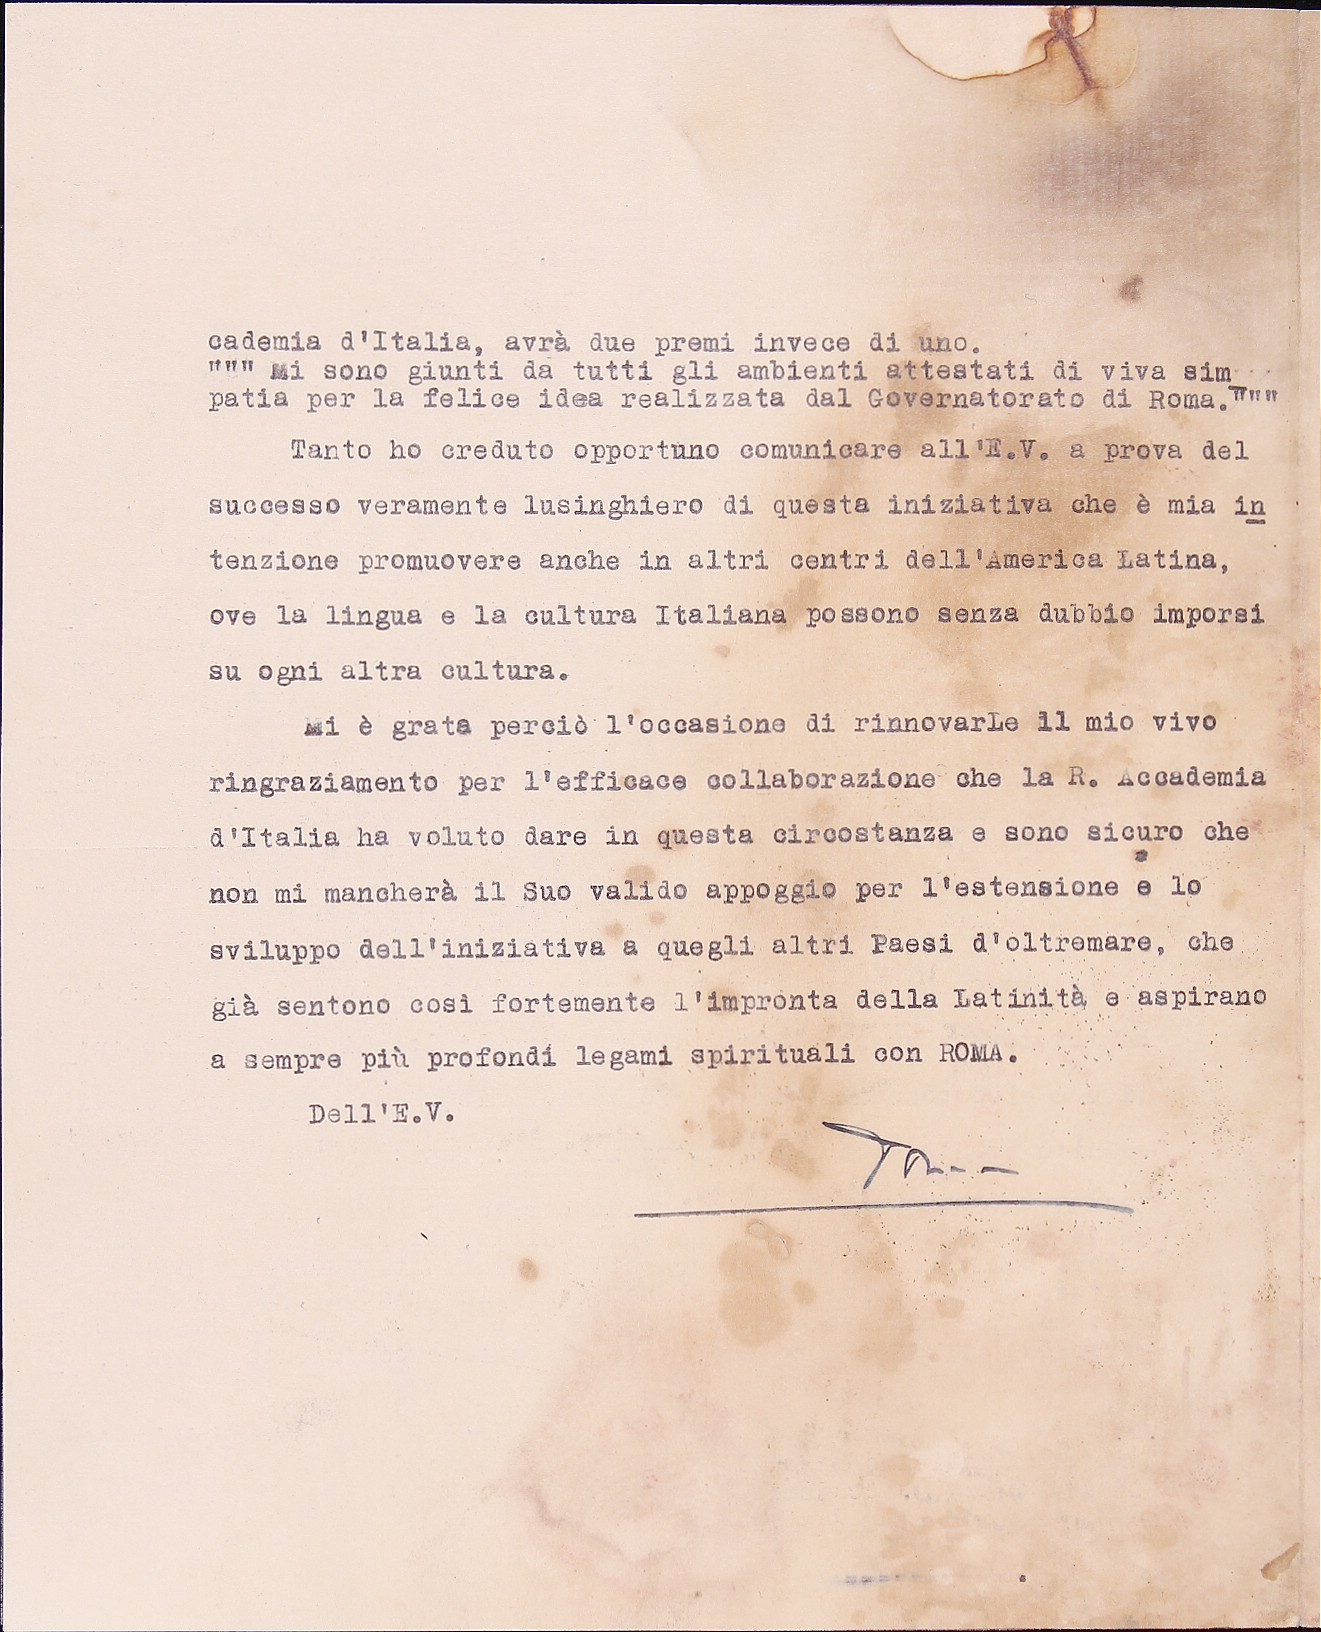 cademia d'Italia, avrà due premi invece di uno.
""" Mi sono giunti da tutti gli ambienti attestati di viva sim_
patia per la felice idea realizzata dal Governatorato di Roma."""
Tanto ho creduto opportuno comunicare all'E.V. a prova del
successo veramente lusinghiero di questa iniziativa che è mia in
tenzione promuovere anche in altri centri dell'America Latina,
ove la lingua e la cultura Italiana possono senza dubbio imporsi
su ogni altra cultura.
Mi è grata perciò l'occasione di rinnovarLe il mio vivo
ringraziamento per l'efficace collaborazione che la R. Accademia
d'Italia ha voluto dare in questa circostanza e sono sicuro che
non mi mancherà il Suo valido appoggio per l'estensione e lo
sviluppo dell'iniziativa a quegli altri Paesi d'oltremare, che
già sentono così fortemente l'impronta della Latinità e aspirano
a sempre più profondi legami spirituali con ROMA.
Dell'E.V.